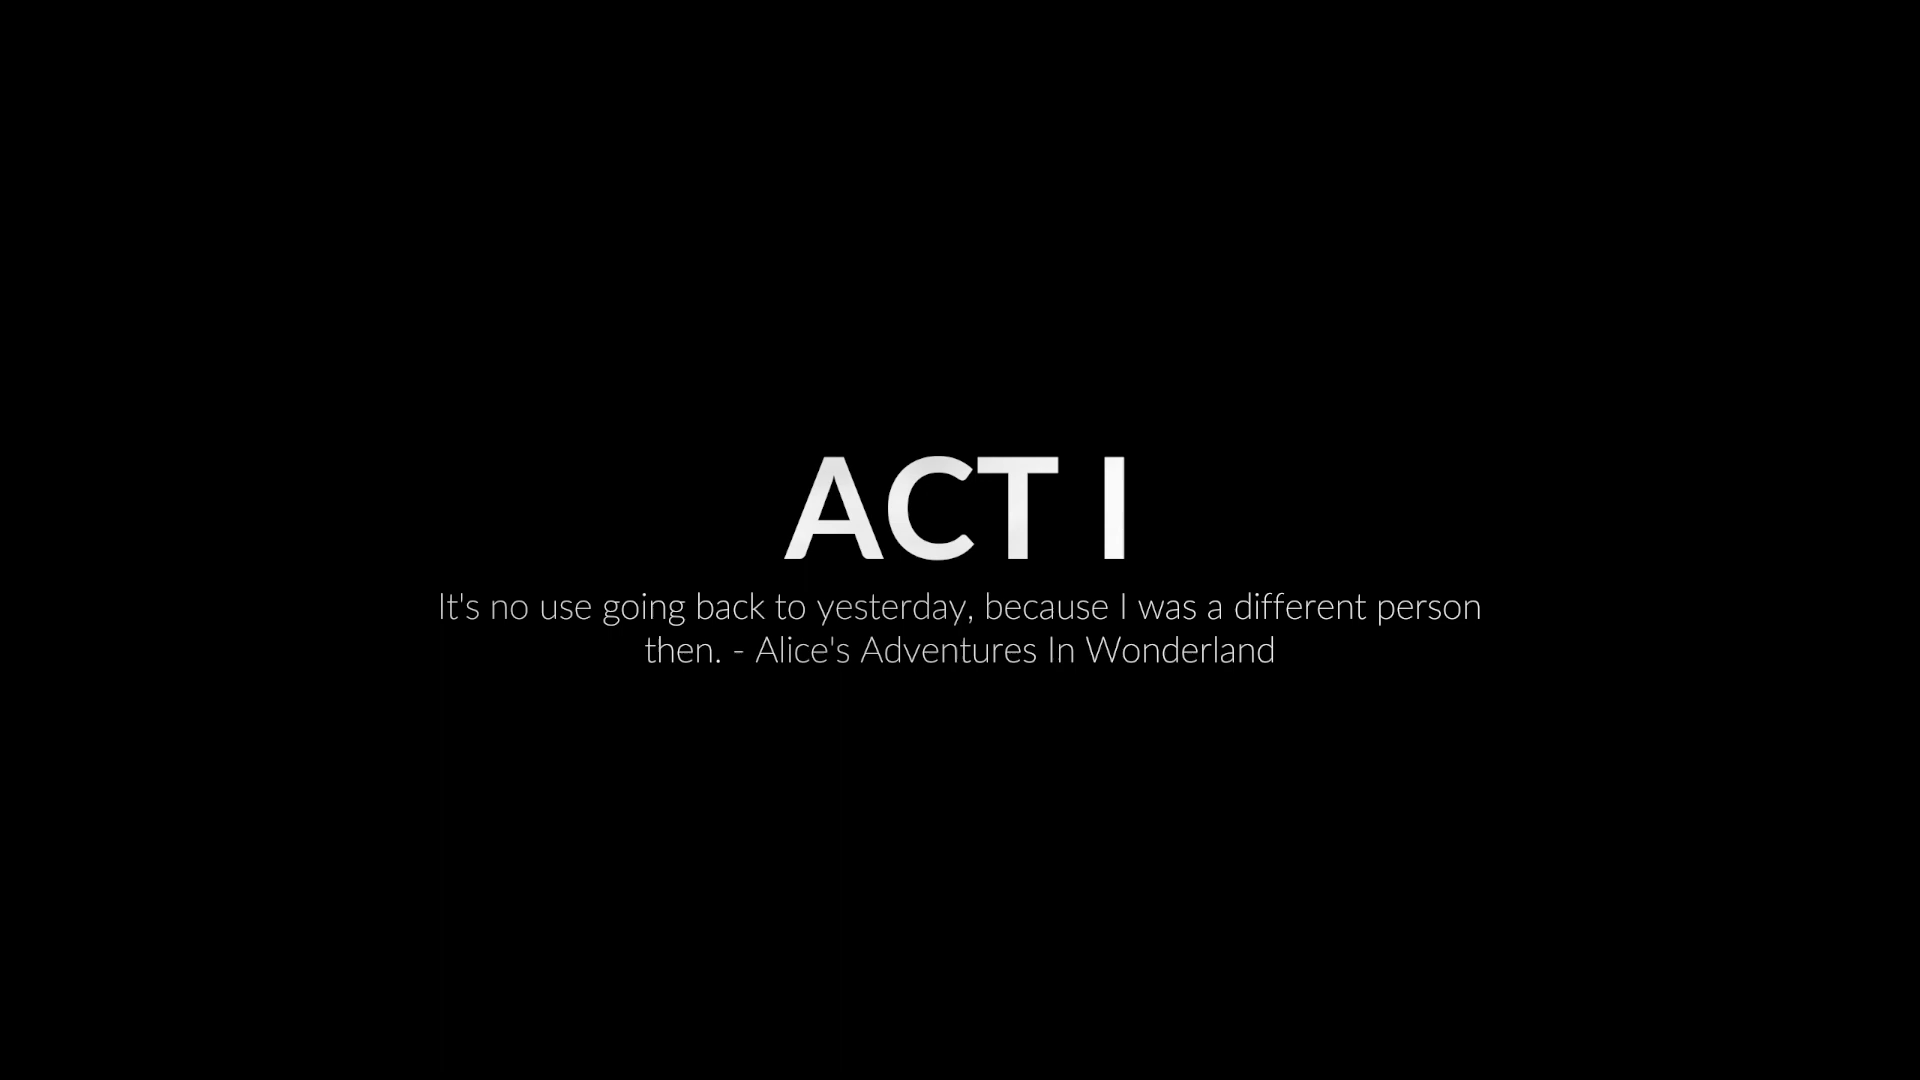 ACT I
It's no use going back to yesterday, because I was a different person
then. - Alice's Adventures In Wonderland